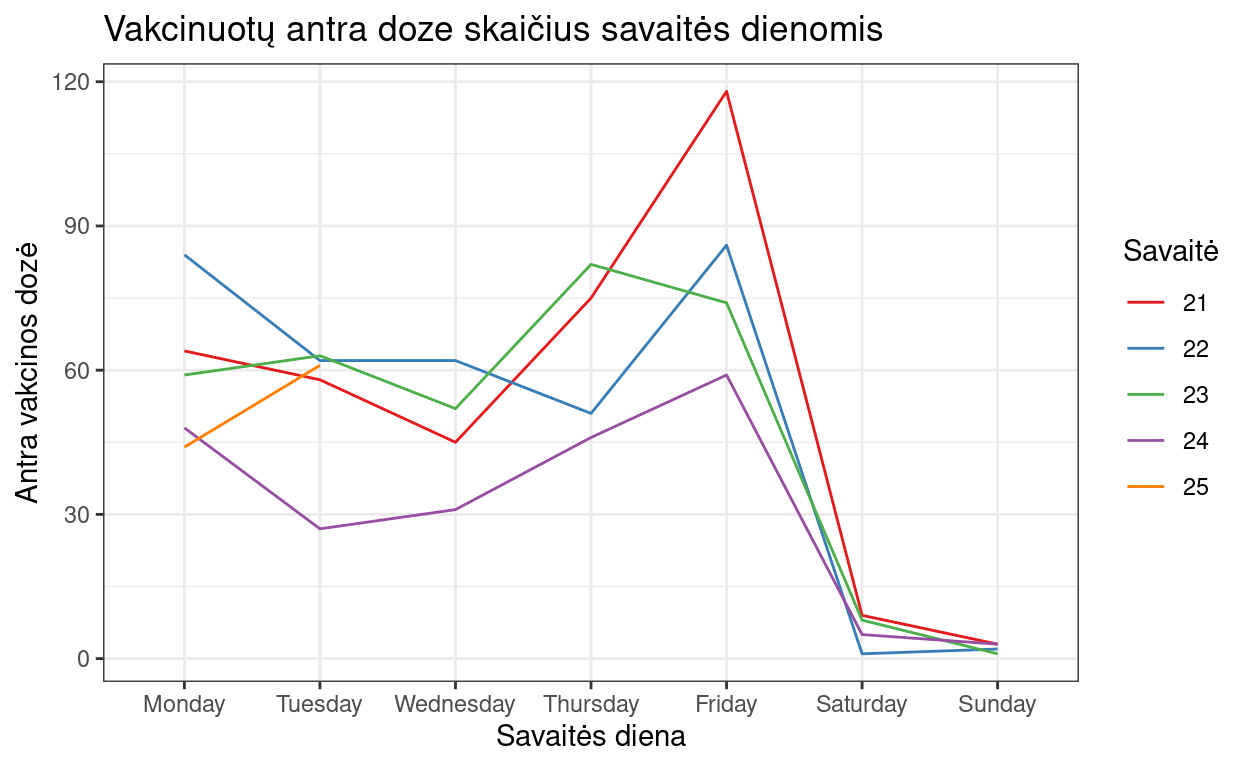 Vakcinuotų antra doze skaičius savaitės dienomis
120
90
60
30
0
Antra vakcinos dozė
Monday Tuesday Wednesday Thursday Friday Saturday Sunday
Savaitės diena
Savaitė
21
22
23
24
25